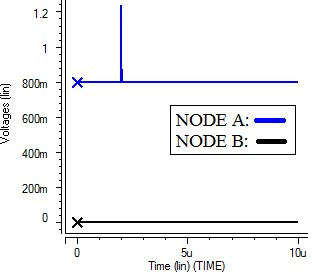 Voltages (lin)
1.2
1
800m
600m
400m
200m
0
NODE A:
NODE B:
0
5u
10u
Time (lin) (TIME)